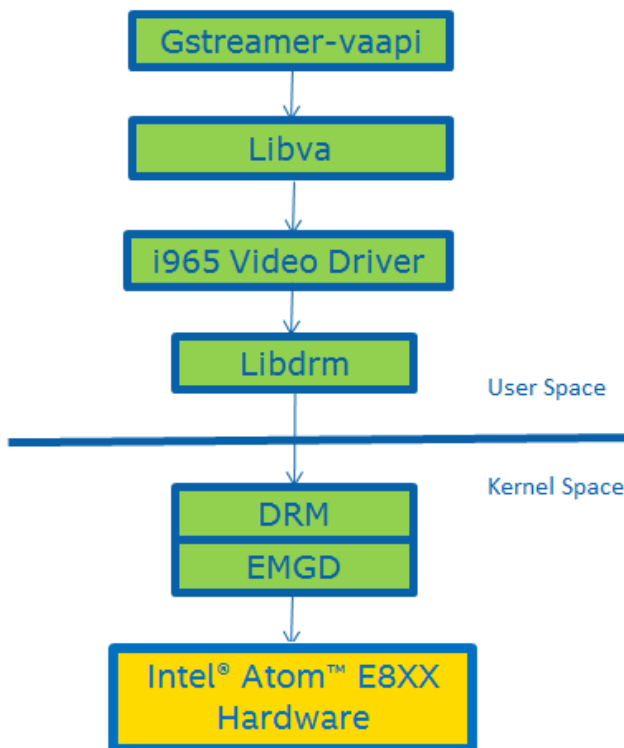 Gstreamer-vaapi
Libva
i965 Video Driver
Libdrm
User Space
Kernel Space
DRM
EMGD
Intel® Atom™ E8XX
Hardware